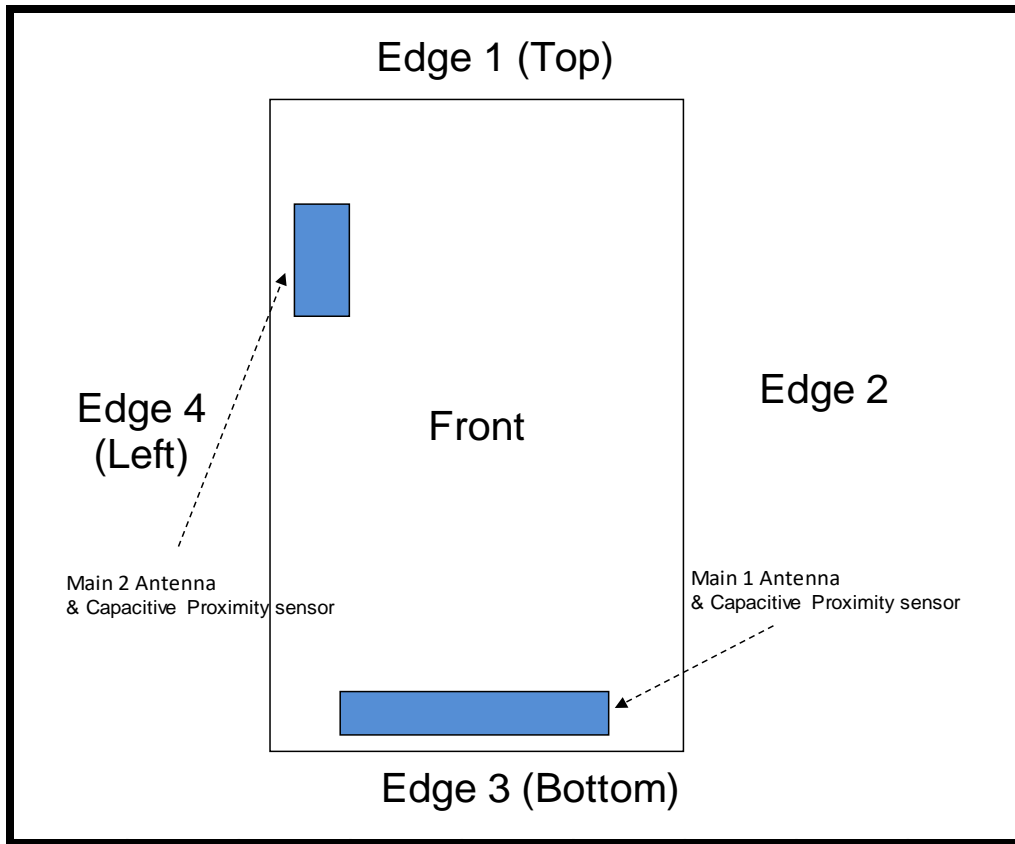 Edge 1 (Top)
Edge 2
Edge 4
(Left)
Front
Main 2 Antenna
& Capacitive Proximity sensor
Main 1 Antenna
& Capacitive Proximity sensor
Edge 3 (Bottom)